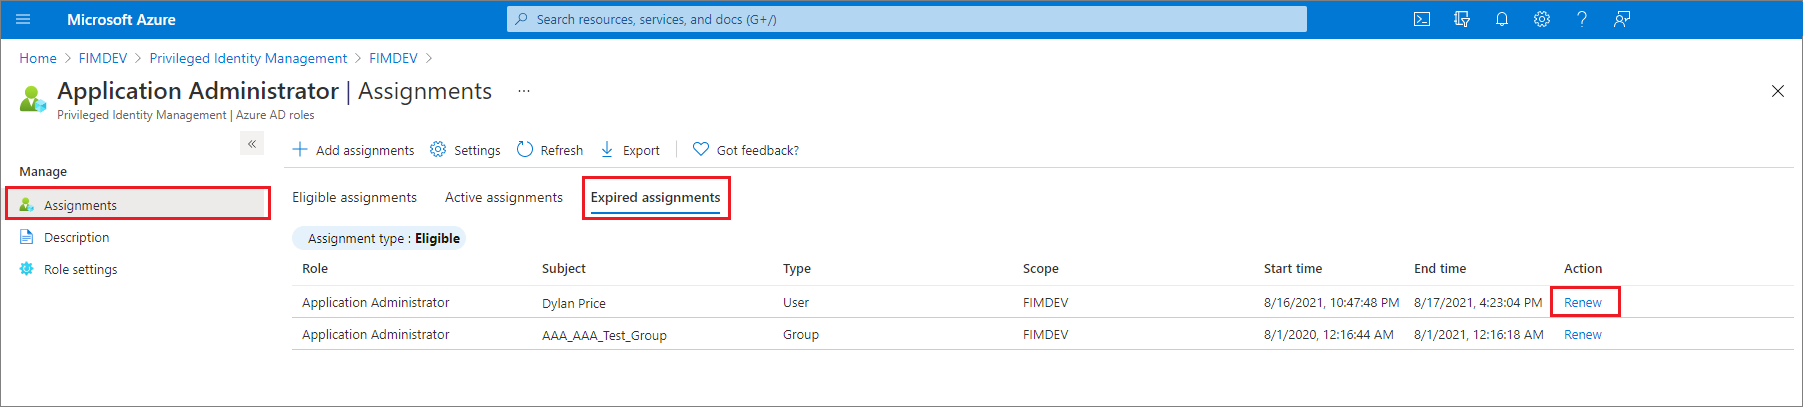 Microsoft Azure
Search resources, services, and docs (G+/)
Home > FIMDEV > Privileged Identity Management > FIMDEV >
Application Administrator | Assignments ...
Privileged Identity Management | Azure AD roles
«
Add assignments Settings Refresh Export Got feedback?
Manage
Assignments
Description
Role settings
Eligible assignments Active assignments Expired assignments
Assignment type : Eligible
Role Subject Type Scope Start time End time Action
Application Administrator Dylan Price User FIMDEV 8/16/2021, 10:47:48 PM 8/17/2021, 4:23:04 PM Renew
Application Administrator AAA_AAA_Test_Group Group FIMDEV 8/1/2020, 12:16:44 AM 8/1/2021, 12:16:18 AM Renew